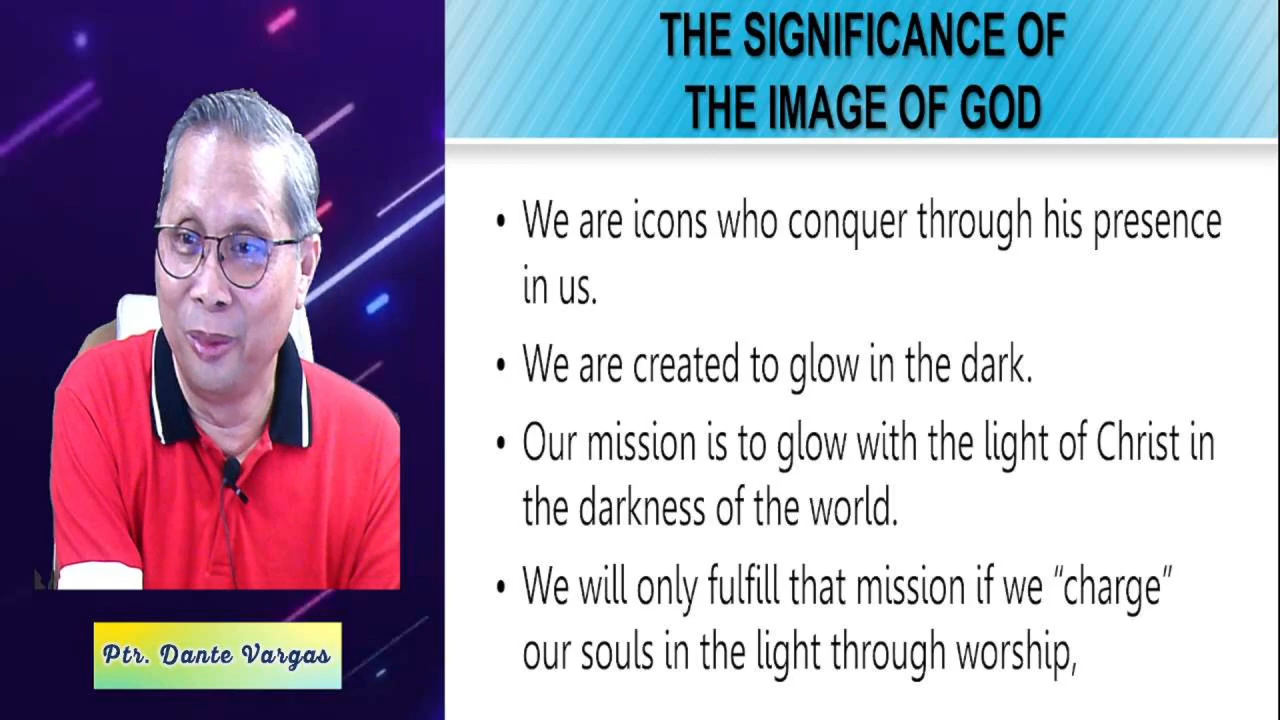 THE SIGNIFICANCE OF
THE IMAGE OF GOD
• We are icons who conquer through his presence
in us.
• We are created to glow in the dark.
• Our mission is to glow with the light of Christ in
the darkness of the world.
• We will only fulfill that mission if we “charge”
our souls in the light through worship,
Ptr. Dante Vargas